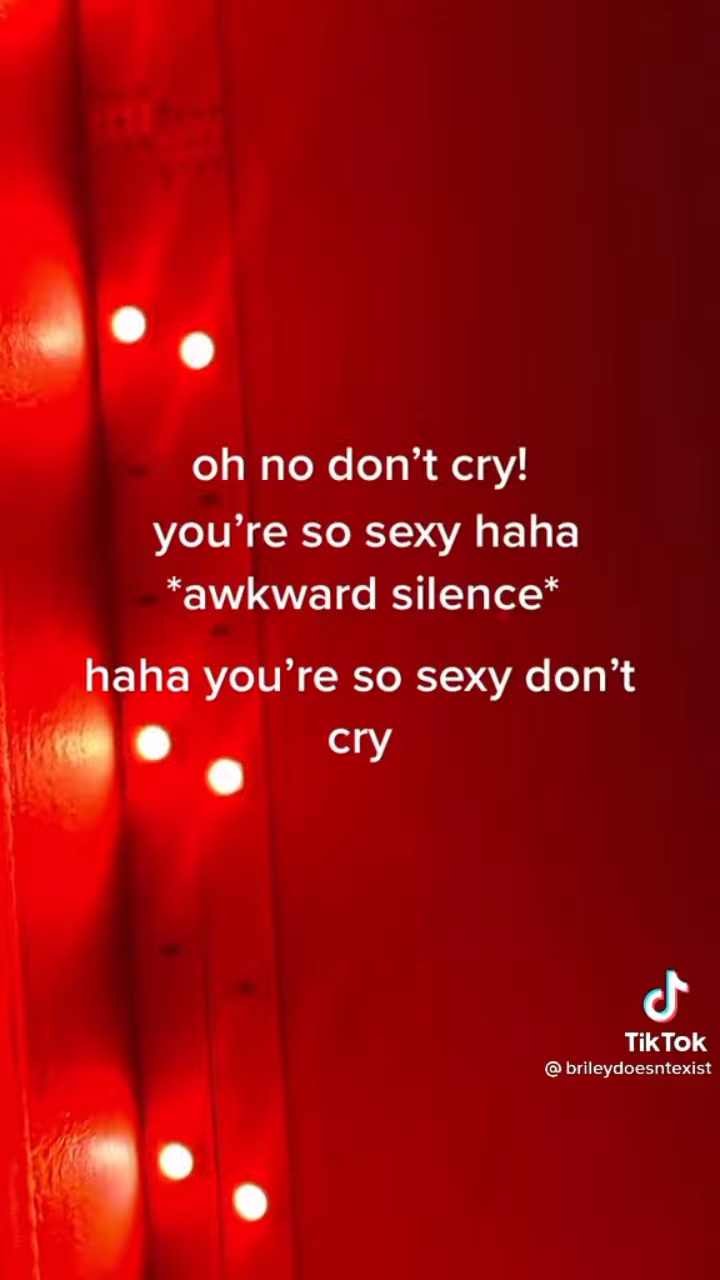 oh no don’t cry!
you’re so sexy haha
*awkward silence*
haha you’re so sexy don’t
cry
TikTok
@brileydoesntexist